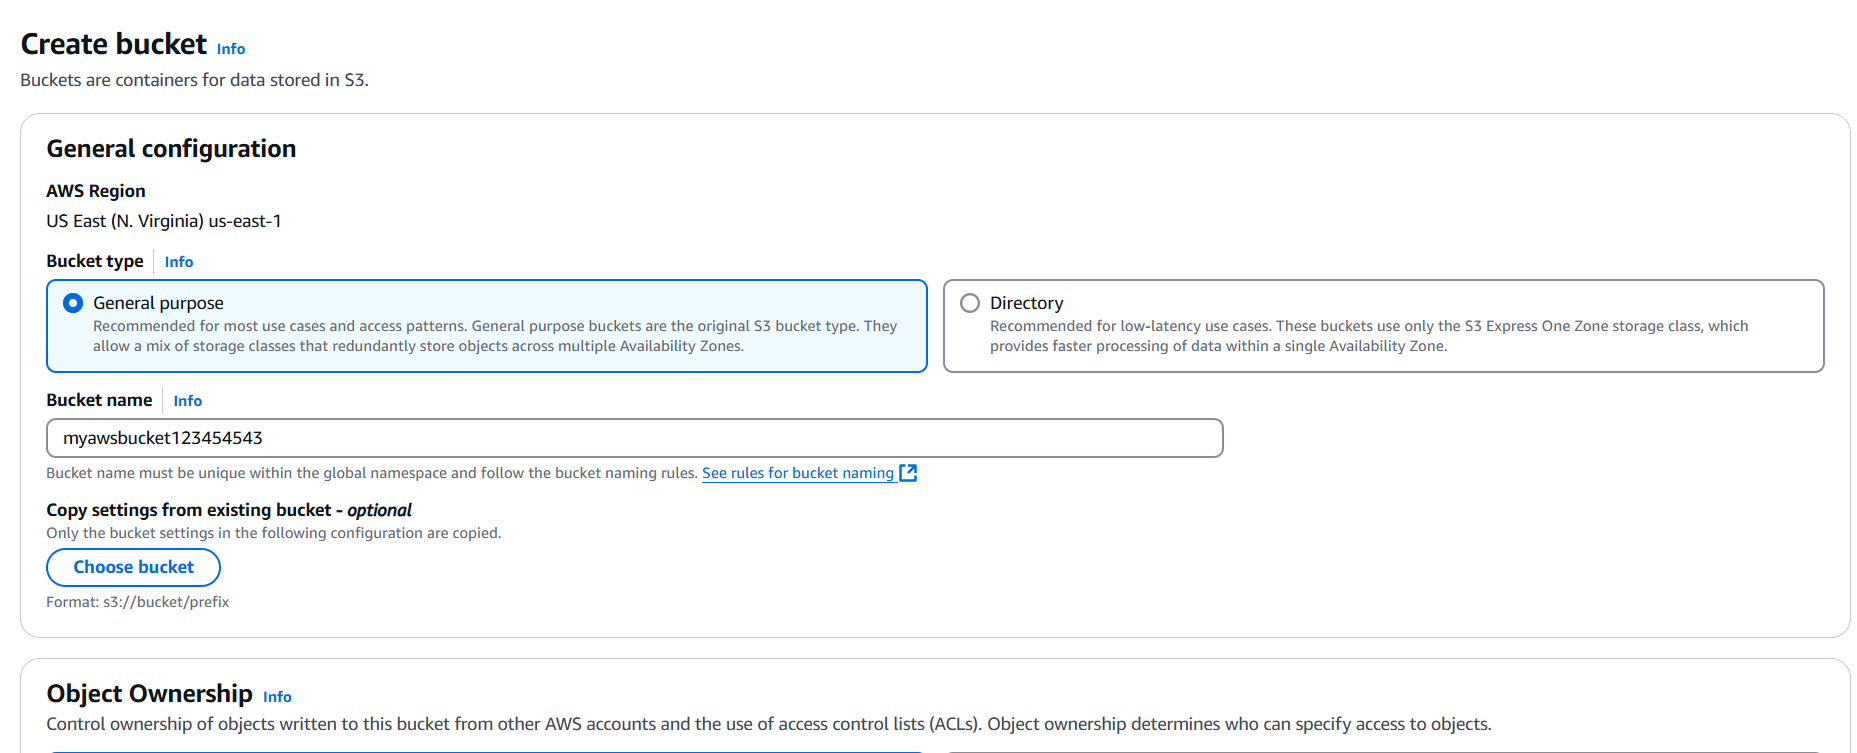 Create bucket Info
Buckets are containers for data stored in S3.
General configuration
AWS Region
US East (N. Virginia) us-east-1
Bucket type Info
General purpose
Recommended for most use cases and access patterns. General purpose buckets are the original S3 bucket type. They
allow a mix of storage classes that redundantly store objects across multiple Availability Zones.
Directory
Recommended for low-latency use cases. These buckets use only the S3 Express One Zone storage class, which
provides faster processing of data within a single Availability Zone.
Bucket name Info
myawsbucket123454543
Bucket name must be unique within the global namespace and follow the bucket naming rules. See rules for bucket naming
Copy settings from existing bucket - optional
Only the bucket settings in the following configuration are copied.
Choose bucket
Format: s3://bucket/prefix
Object Ownership Info
Control ownership of objects written to this bucket from other AWS accounts and the use of access control lists (ACLs). Object ownership determines who can specify access to objects.